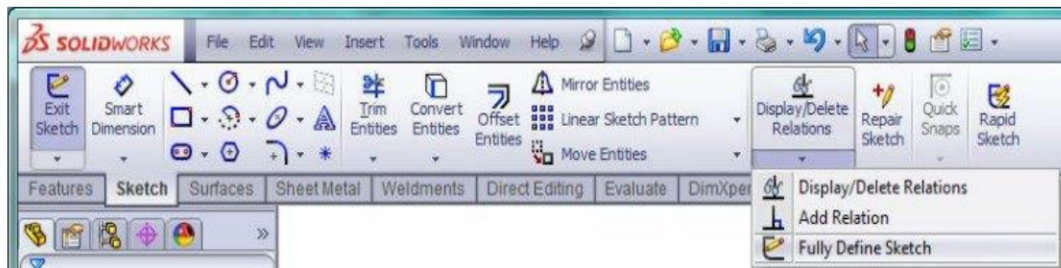 SOLIDWORKS File Edit View Insert Tools Window Help
Exit Sketch
Smart Dimension
Trim Entities
Convert Entities
Offset Entities
Mirror Entities
Linear Sketch Pattern
Move Entities
Display/Delete Relations
Repair Sketch
Quick Snaps
Rapid Sketch
Features Sketch Surfaces Sheet Metal Weldments Direct Editing Evaluate DimXper
Display/Delete Relations
Add Relation
Fully Define Sketch